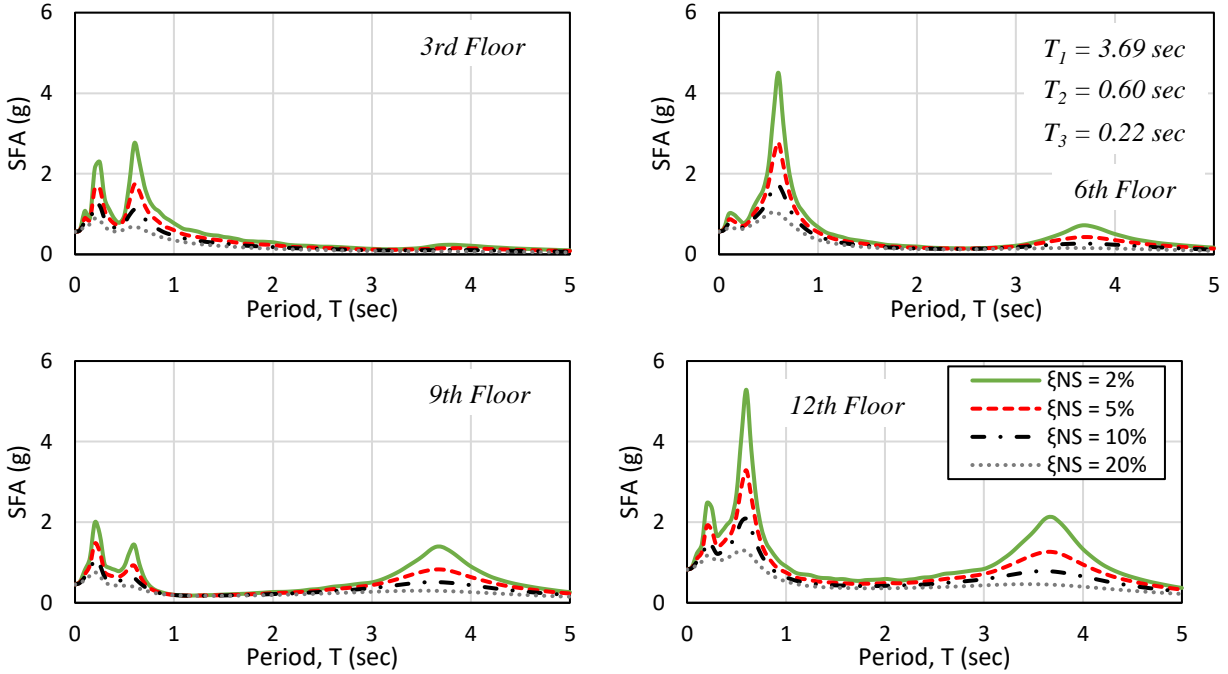 6
4
2
0
SFA (g)
3rd Floor
0 1 2 3 4 5
Period, T (sec)
6
4
2
0
SFA (g)
T1 = 3.69 sec
T2 = 0.60 sec
T3 = 0.22 sec
6th Floor
0 1 2 3 4 5
Period, T (sec)
6
4
2
0
SFA (g)
9th Floor
0 1 2 3 4 5
Period, T (sec)
6
4
2
0
SFA (g)
12th Floor
ξNS = 2%
ξNS = 5%
ξNS = 10%
ξNS = 20%
0 1 2 3 4 5
Period, T (sec)